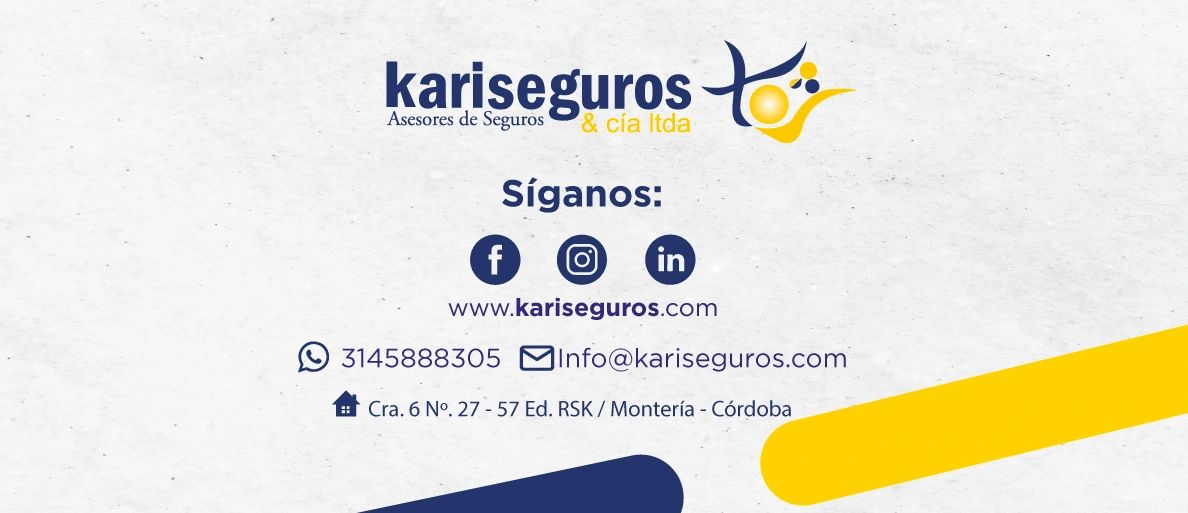 kariseguros
Asesores de Seguros & cía ltda
Síganos:
www.kariseguros.com
3145888305 Info@kariseguros.com
Cra. 6 Nº. 27 - 57 Ed. RSK / Montería - Córdoba